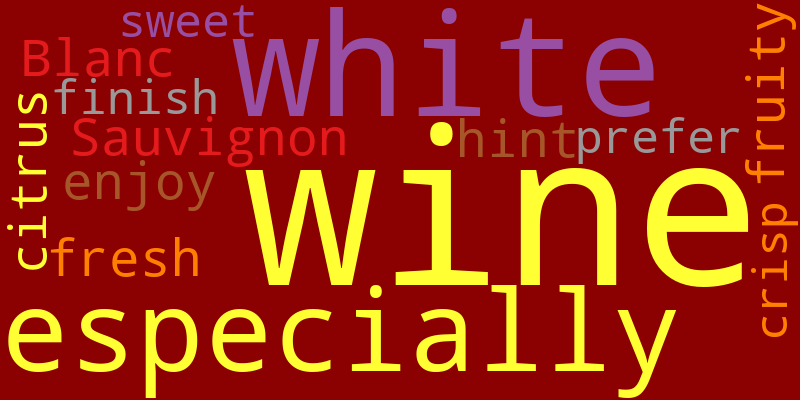 sweet
white
fruity
Blanc
finish
citrus
Sauvignon
hint
prefer
wine
enjoy
crisp
fresh
especially